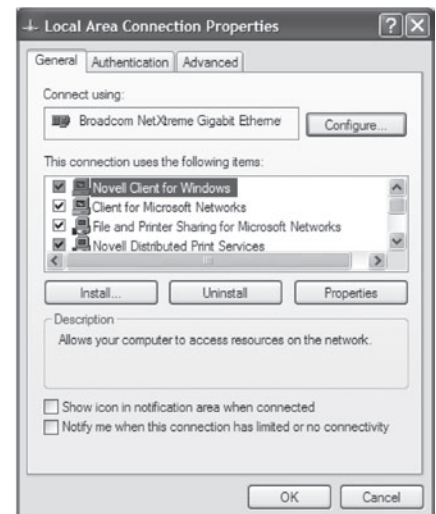 Local Area Connection Properties
General Authentication Advanced
Connect using:
Broadcom NetXtreme Gigabit Etherne Configure...
This connection uses the following items:
Novell Client for Windows
Client for Microsoft Networks
File and Printer Sharing for Microsoft Networks
Novell Distributed Print Services
Install... Uninstall Properties
Description
Allows your computer to access resources on the network.
Show icon in notification area when connected
Notify me when this connection has limited or no connectivity
OK Cancel